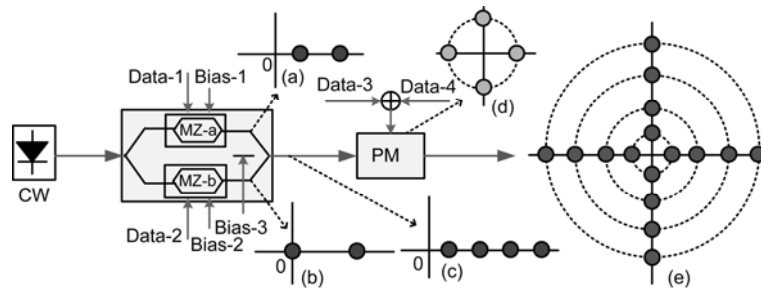 Data-1 Bias-1
0
(a)
Data-3
Data-4
(d)
MZ-a
MZ-b
PM
CW
Data-2
Bias-2
Bias-3
0
(b)
0
(c)
(e)